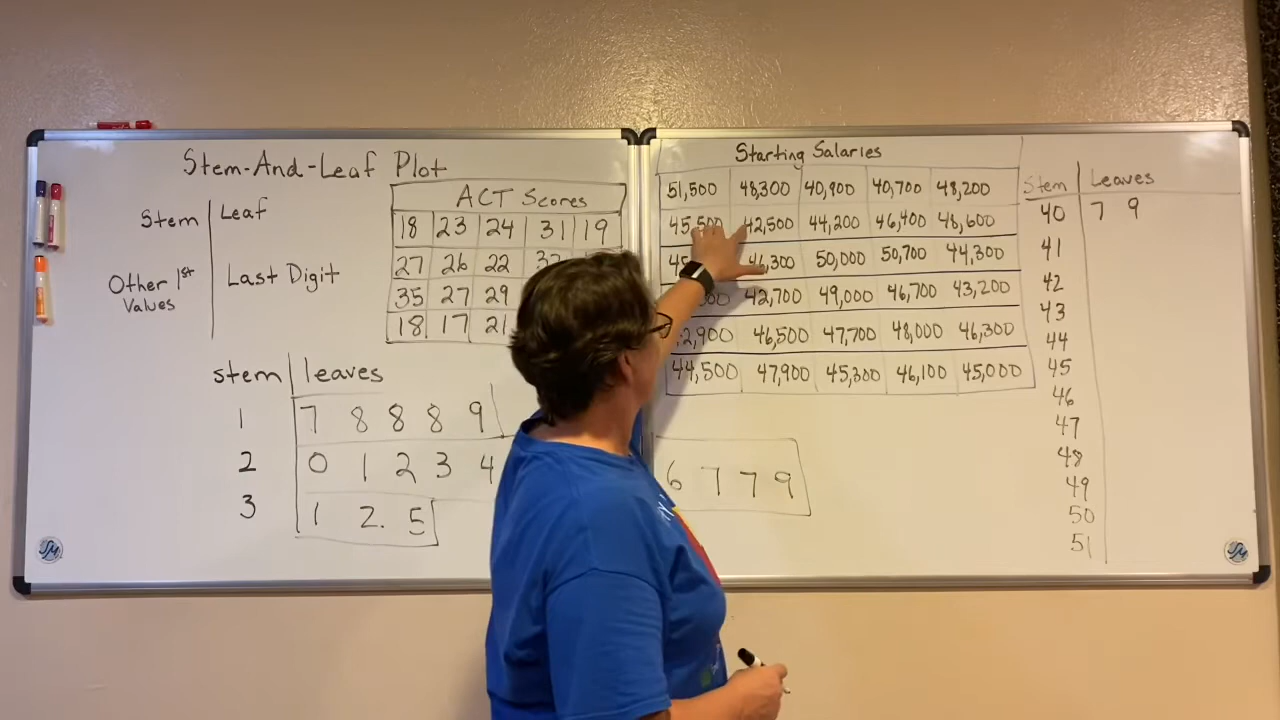 Stem-And-Leaf Plot
Stem Leaf
Other 1st Values Last Digit
ACT Scores
18 23 24 31 19
27 26 22
35 27 29
18 17 21
stem leaves
1 7 8 8 8 9
2 0 1 2 3 4 6 7 7 9
3 1 2. 5
Starting Salaries
51,500 48,300 40,900 40,700 48,200
45,500 42,500 44,200 46,400 48,600
46,300 50,000 50,700 44,300
42,700 49,000 46,700 43,200
46,500 47,700 48,000 46,300
44,500 47,900 45,300 46,100 45,000
Stem Leaves
40 7 9
41
42
43
44
45
46
47
48
49
50
51